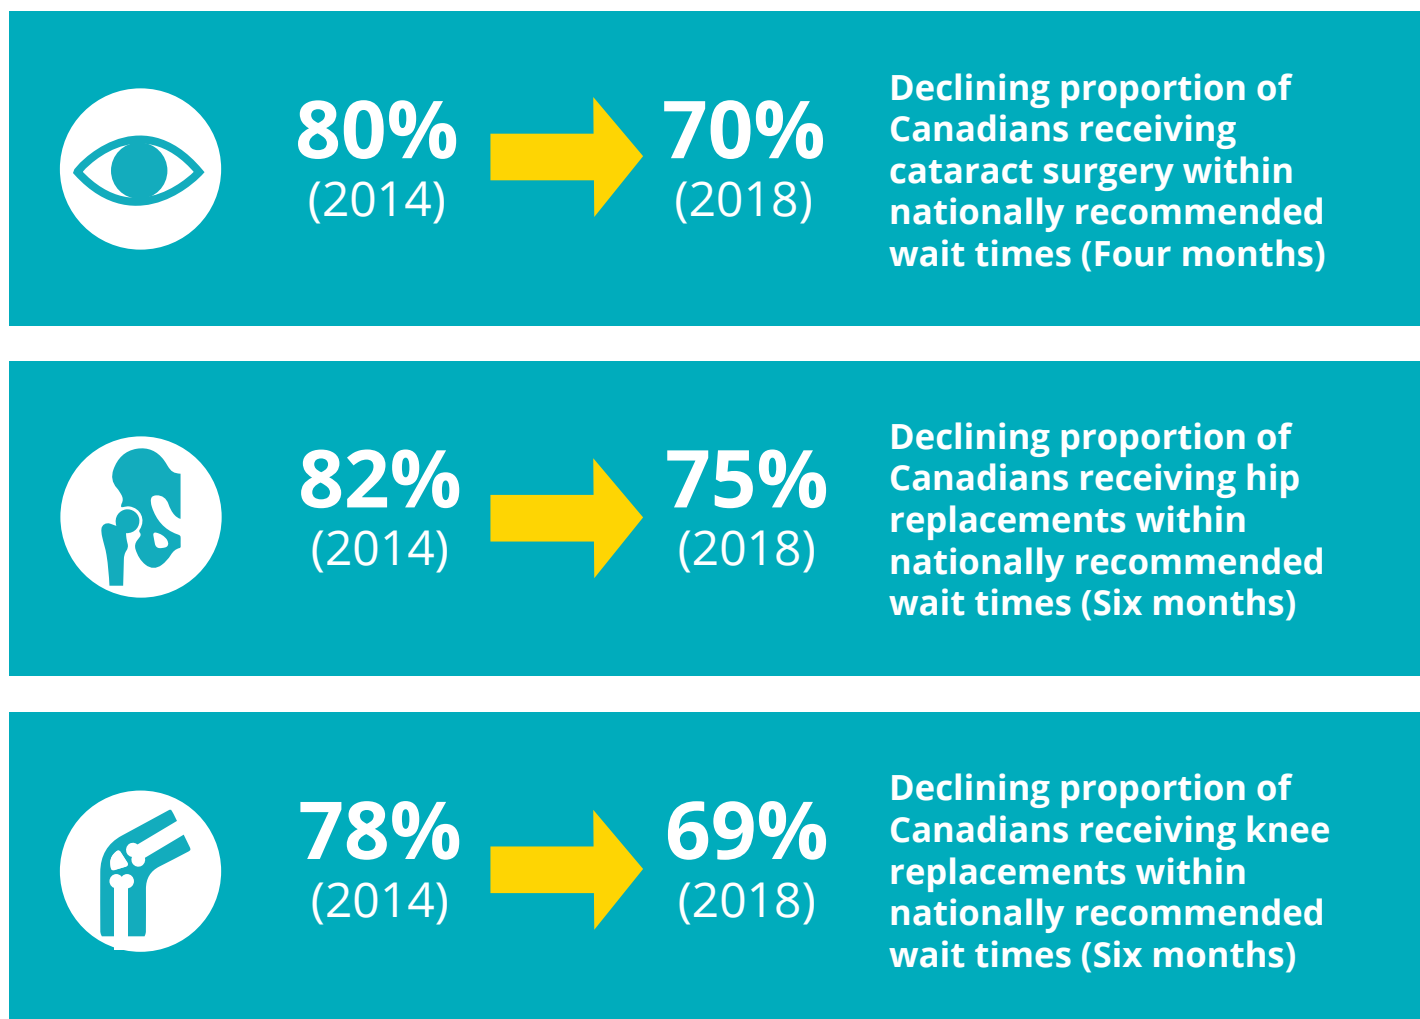 80%
(2014)
70%
(2018)
Declining proportion of
Canadians receiving
cataract surgery within
nationally recommended
wait times (Four months)
82%
(2014)
75%
(2018)
Declining proportion of
Canadians receiving hip
replacements within
nationally recommended
wait times (Six months)
78%
(2014)
69%
(2018)
Declining proportion of
Canadians receiving knee
replacements within
nationally recommended
wait times (Six months)